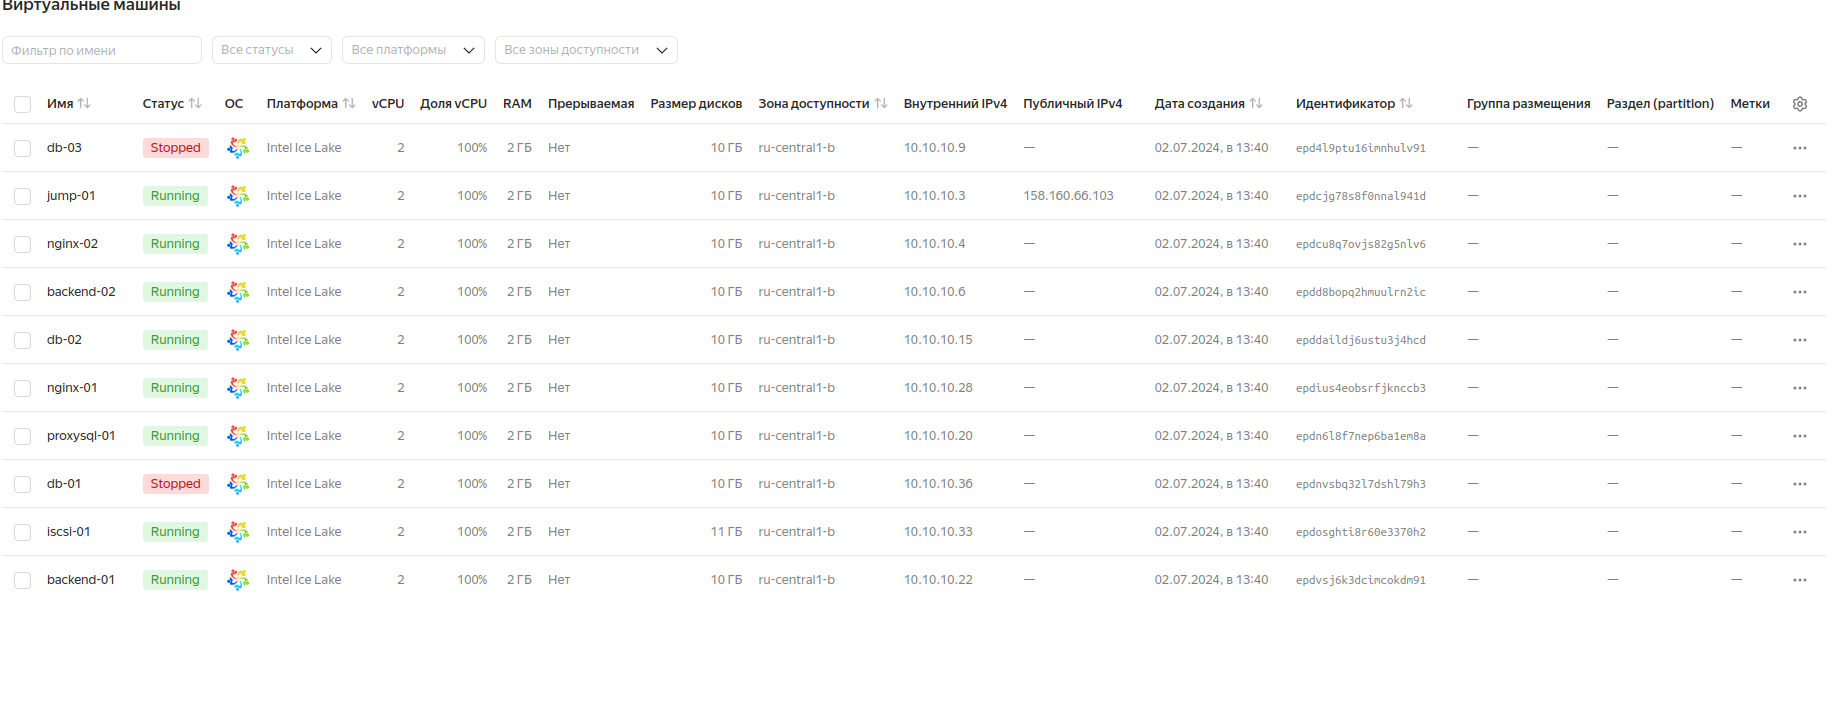 Виртуальные машины
Фильтр по имени Все статусы Все платформы Все зоны доступности
Имя Статус ОС Платформа vCPU Доля vCPU RAM Прерываемая Размер дисков Зона доступности Внутренний IPv4 Публичный IPv4 Дата создания Идентификатор Группа размещения Раздел (partition) Метки
db-03 Stopped Intel Ice Lake 2 100% 2 ГБ Нет 10 ГБ ru-central1-b 10.10.10.9 — 02.07.2024, в 13:40 epd4l9ptu16imnhulv91 — — —
jump-01 Running Intel Ice Lake 2 100% 2 ГБ Нет 10 ГБ ru-central1-b 10.10.10.3 158.160.66.103 02.07.2024, в 13:40 epdcjg78s8f0nnal941d — — —
nginx-02 Running Intel Ice Lake 2 100% 2 ГБ Нет 10 ГБ ru-central1-b 10.10.10.4 — 02.07.2024, в 13:40 epdcu8q7ovjs82g5nlv6 — — —
backend-02 Running Intel Ice Lake 2 100% 2 ГБ Нет 10 ГБ ru-central1-b 10.10.10.6 — 02.07.2024, в 13:40 epdd8bopq2hmuulrn2ic — — —
db-02 Running Intel Ice Lake 2 100% 2 ГБ Нет 10 ГБ ru-central1-b 10.10.10.15 — 02.07.2024, в 13:40 epddaildj6ustu3j4hcd — — —
nginx-01 Running Intel Ice Lake 2 100% 2 ГБ Нет 10 ГБ ru-central1-b 10.10.10.28 — 02.07.2024, в 13:40 epdius4eobsrfjknccb3 — — —
proxysql-01 Running Intel Ice Lake 2 100% 2 ГБ Нет 10 ГБ ru-central1-b 10.10.10.20 — 02.07.2024, в 13:40 epdn6l8f7nep6ba1em8a — — —
db-01 Stopped Intel Ice Lake 2 100% 2 ГБ Нет 10 ГБ ru-central1-b 10.10.10.36 — 02.07.2024, в 13:40 epdnvsbq32l7dshl79h3 — — —
iscsi-01 Running Intel Ice Lake 2 100% 2 ГБ Нет 11 ГБ ru-central1-b 10.10.10.33 — 02.07.2024, в 13:40 epdosghti8r60e3370h2 — — —
backend-01 Running Intel Ice Lake 2 100% 2 ГБ Нет 10 ГБ ru-central1-b 10.10.10.22 — 02.07.2024, в 13:40 epdvsj6k3dcimcokdm91 — — —